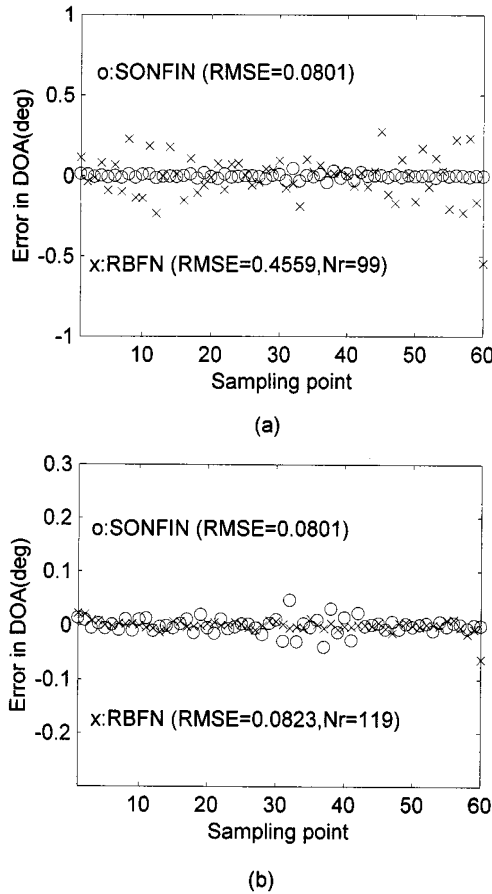 1
o:SONFIN (RMSE=0.0801)
0.5
0
-0.5
x:RBFN (RMSE=0.4559,Nr=99)
-1
10 20 30 40 50 60
Error in DOA(deg)
Sampling point
(a)
0.3
0.2
o:SONFIN (RMSE=0.0801)
0.1
0
-0.1
x:RBFN (RMSE=0.0823,Nr=119)
-0.2
10 20 30 40 50 60
Error in DOA(deg)
Sampling point
(b)